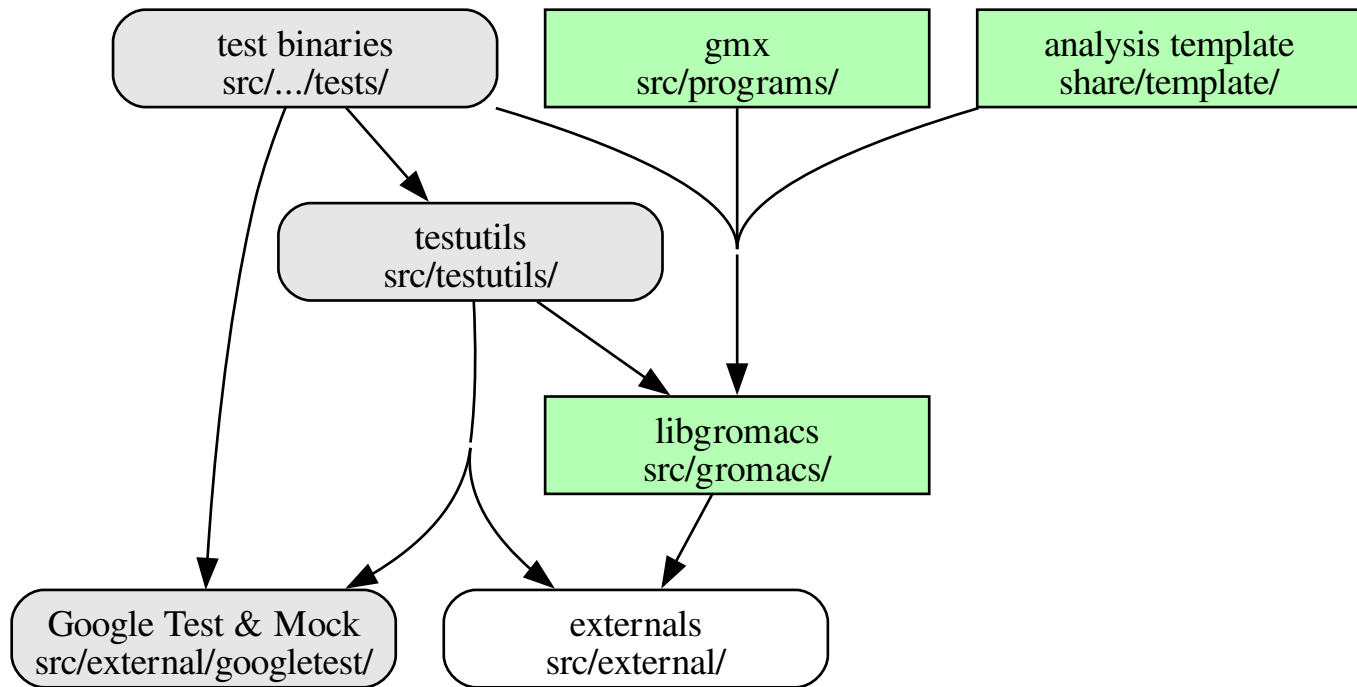 test binaries
src/.../tests/
gmx
src/programs/
analysis template
share/template/
testutils
src/testutils/
libgromacs
src/gromacs/
Google Test & Mock
src/external/googletest/
externals
src/external/